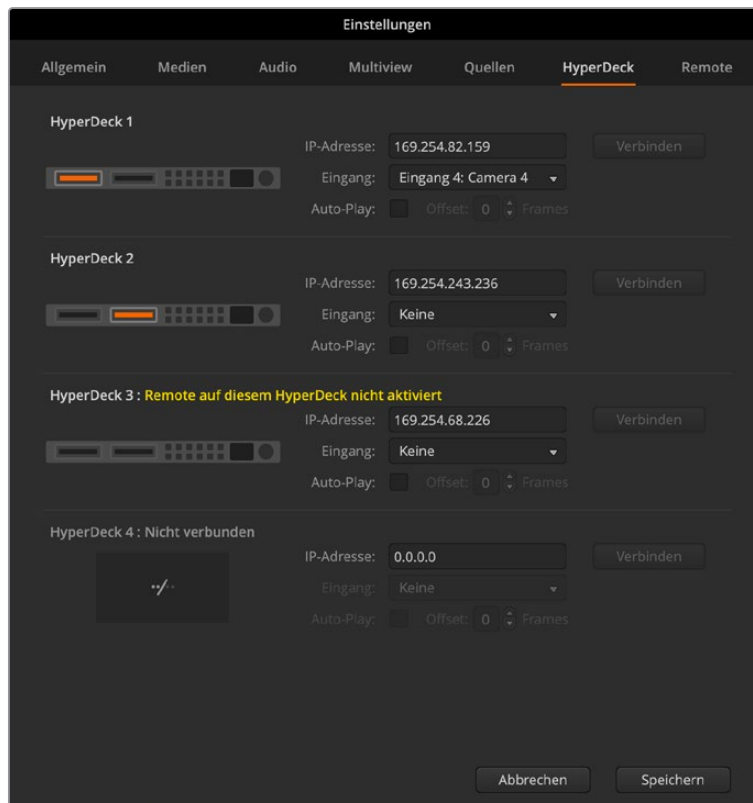 Einstellungen
Allgemein Medien Audio Multiview Quellen HyperDeck Remote
HyperDeck 1
IP-Adresse: 169.254.82.159 Verbinden
Eingang: Eingang 4: Camera 4
Auto-Play: Offset: 0 Frames
HyperDeck 2
IP-Adresse: 169.254.243.236 Verbinden
Eingang: Keine
Auto-Play: Offset: 0 Frames
HyperDeck 3 : Remote auf diesem HyperDeck nicht aktiviert
IP-Adresse: 169.254.68.226 Verbinden
Eingang: Keine
Auto-Play: Offset: 0 Frames
HyperDeck 4 : Nicht verbunden
IP-Adresse: 0.0.0.0 Verbinden
Eingang: Keine
Auto-Play: Offset: 0 Frames
Abbrechen Speichern